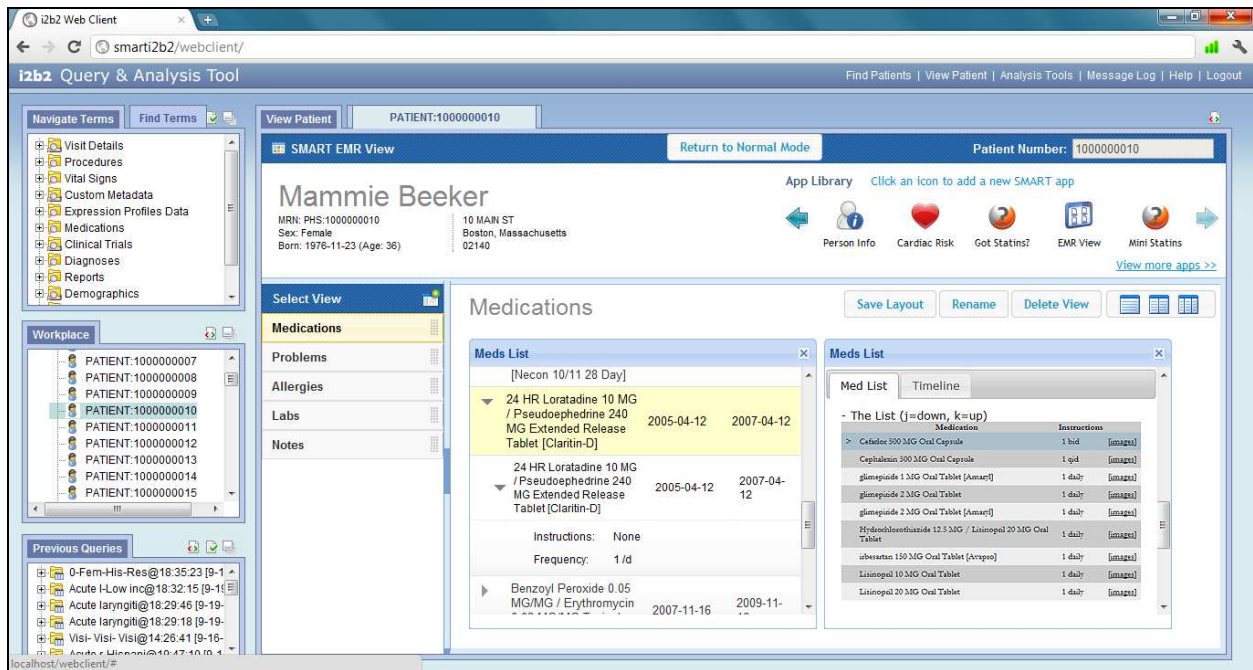 i2b2 Web Client
smarti2b2/webclient/
i2b2 Query & Analysis Tool
Find Patients | View Patient | Analysis Tools | Message Log | Help | Logout
Navigate Terms
Find Terms
Visit Details
Procedures
Vital Signs
Custom Metadata
Expression Profiles Data
Medications
Clinical Trials
Diagnoses
Reports
Demographics
Workplace
PATIENT:1000000007
PATIENT:1000000008
PATIENT:1000000009
PATIENT:1000000010
PATIENT:1000000011
PATIENT:1000000012
PATIENT:1000000013
PATIENT:1000000014
PATIENT:1000000015
Previous Queries
0-Fem-His-Res@18:35:23 [9-1
Acute l-Low inc@18:32:15 [9-1
Acute laryngiti@18:29:46 [9-19-
Acute laryngiti@18:29:18 [9-19-
Visi- Visi- Visi@14:26:41 [9-16-
localhost/webclient/#
View Patient
PATIENT:1000000010
SMART EMR View
Return to Normal Mode
Patient Number: 1000000010
Mammie Beeker
MRN: PHS:1000000010
Sex: Female
Born: 1976-11-23 (Age: 36)
10 MAIN ST
Boston, Massachusetts
02140
App Library Click an icon to add a new SMART app
Person Info
Cardiac Risk
Got Statins?
EMR View
Mini Statins
View more apps >>
Select View
Medications
Problems
Allergies
Labs
Notes
Medications
Save Layout
Rename
Delete View
Meds List
[Necon 10/11 28 Day]
24 HR Loratadine 10 MG
/ Pseudoephedrine 240
MG Extended Release
Tablet [Claritin-D]
2005-04-12
2007-04-12
24 HR Loratadine 10 MG
/ Pseudoephedrine 240
MG Extended Release
Tablet [Claritin-D]
2005-04-12
2007-04-
12
Instructions: None
Frequency: 1 /d
Benzoyl Peroxide 0.05
MG/MG / Erythromycin
2007-11-16
2009-11-
Meds List
Med List
Timeline
- The List (j=down, k=up)
Medication Instructions
> Cefaclor 500 MG Oral Capsule 1 bid [images]
Cephalexin 500 MG Oral Capsule 1 qid [images]
glimepiride 1 MG Oral Tablet [Amaryl] 1 daily [images]
glimepiride 2 MG Oral Tablet 1 daily [images]
glimepiride 2 MG Oral Tablet [Amaryl] 1 daily [images]
Hydrochlorothiazide 12.5 MG / Lisinopril 20 MG Oral
Tablet 1 daily [images]
irbesartan 150 MG Oral Tablet [Avapro] 1 daily [images]
Lisinopril 10 MG Oral Tablet 1 daily [images]
Lisinopril 20 MG Oral Tablet 1 daily [images]